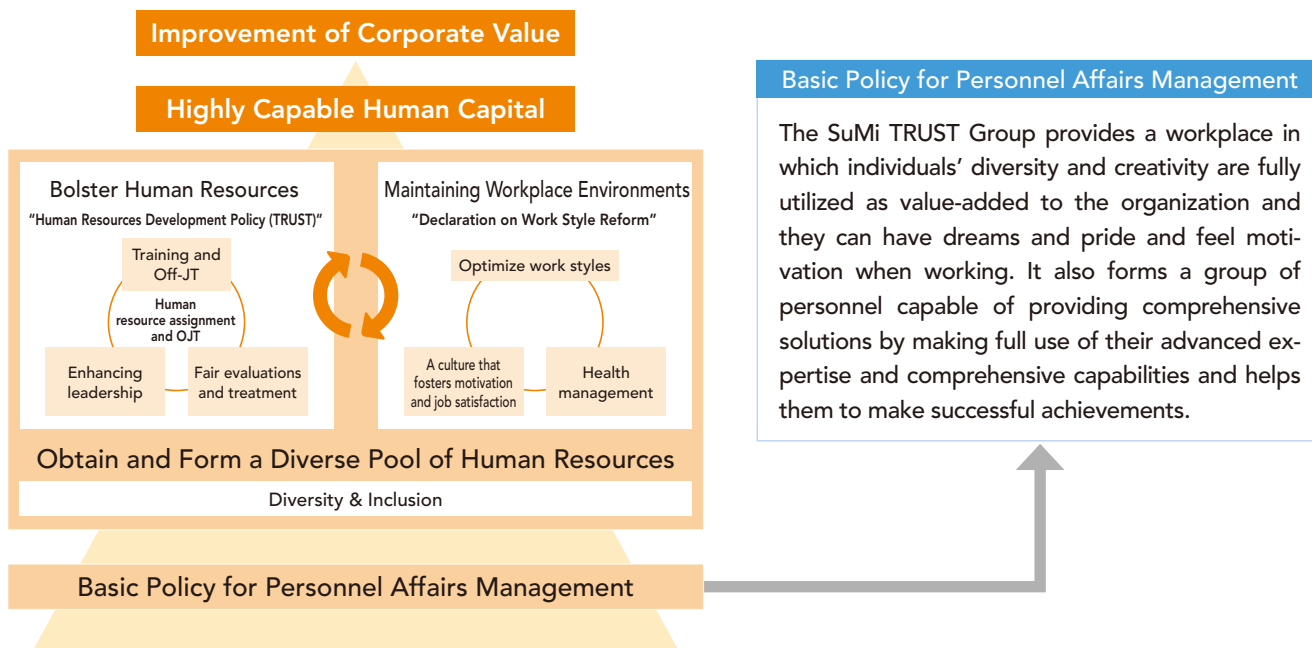 Improvement of Corporate Value
Highly Capable Human Capital
Bolster Human Resources
“Human Resources Development Policy (TRUST)”
Training and
Off-JT
Human
resource assignment
and OJT
Enhancing
leadership
Fair evaluations
and treatment
Maintaining Workplace Environments
“Declaration on Work Style Reform”
Optimize work styles
A culture that
fosters motivation
and job satisfaction
Health
management
Obtain and Form a Diverse Pool of Human Resources
Diversity & Inclusion
Basic Policy for Personnel Affairs Management
Basic Policy for Personnel Affairs Management
The SuMi TRUST Group provides a workplace in
which individuals’ diversity and creativity are fully
utilized as value-added to the organization and
they can have dreams and pride and feel moti-
vation when working. It also forms a group of
personnel capable of providing comprehensive
solutions by making full use of their advanced ex-
pertise and comprehensive capabilities and helps
them to make successful achievements.